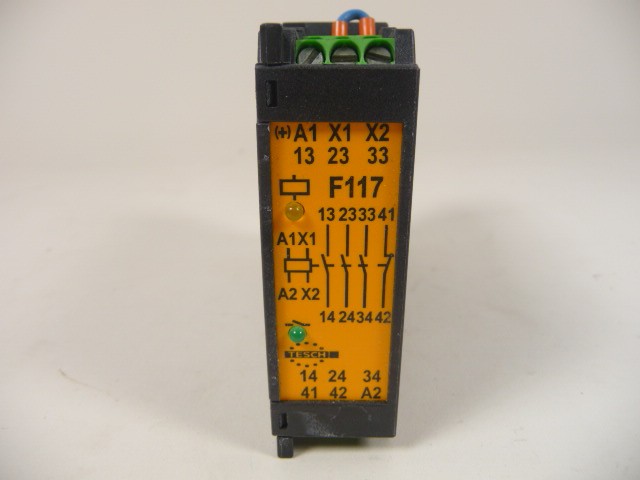 (+) A1 X1 X2
13 23 33
F117
13 23 33 41
A1 X1
A2 X2
14 24 34 42
TESCH
14 24 34
41 42 A2